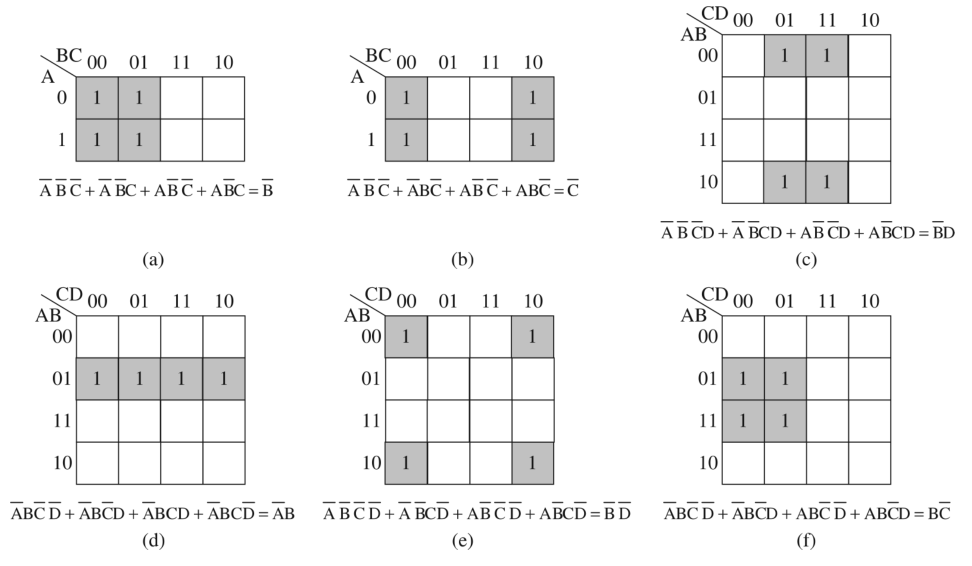 BC 00 01 11 10
A
0 1 1
1 1 1
A̅ B̅ C̅ + A̅ B̅C + AB̅ C̅ + AB̅C = B̅
(a)
BC 00 01 11 10
A
0 1 1
1 1 1
A̅ B̅ C̅ + A̅BC̅ + AB̅ C̅ + ABC̅ = C̅
(b)
CD 00 01 11 10
AB
00 1 1
01
11
10 1 1
A̅ B̅ C̅D + A̅ B̅CD + AB̅ C̅D + AB̅CD = B̅D
(c)
CD 00 01 11 10
AB
00
01 1 1 1 1
11
10
A̅BC̅ D̅ + A̅BC̅D + A̅BCD + A̅BCD̅ = A̅B
(d)
CD 00 01 11 10
AB
00 1 1
01
11
10 1 1
A̅ B̅ C̅ D̅ + A̅ B̅CD̅ + AB̅ C̅ D̅ + AB̅CD̅ = B̅ D̅
(e)
CD 00 01 11 10
AB
00
01 1 1
11 1 1
10
A̅BC̅ D̅ + A̅BC̅D + ABC̅ D̅ + ABC̅D = BC̅
(f)